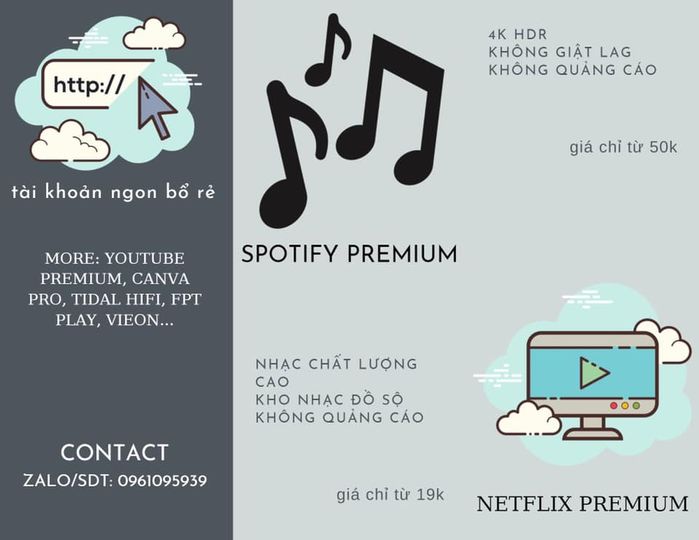 http://
tài khoản ngon bổ rẻ
MORE: YOUTUBE
PREMIUM, CANVA
PRO, TIDAL HIFI, FPT
PLAY, VIEON...
CONTACT
ZALO/SDT: 0961095939
SPOTIFY PREMIUM
NHẠC CHẤT LƯỢNG
CAO
KHO NHẠC ĐỒ SỘ
KHÔNG QUẢNG CÁO
giá chỉ từ 19k
4K HDR
KHÔNG GIẬT LAG
KHÔNG QUẢNG CÁO
giá chỉ từ 50k
NETFLIX PREMIUM